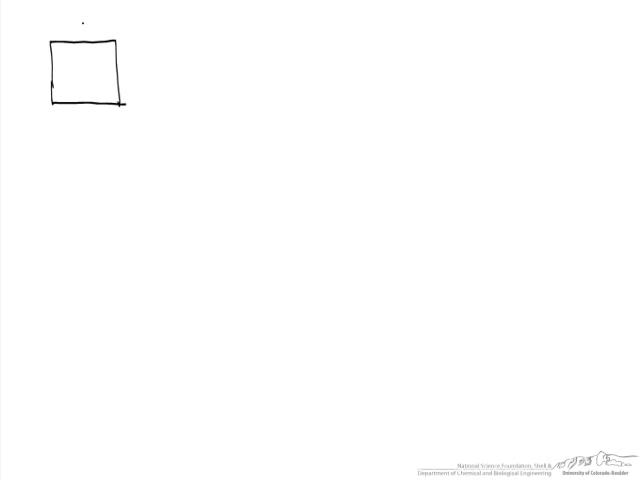 National Science Foundation, Shell &
Department of Chemical and Biological Engineering
University of Colorado-Boulder